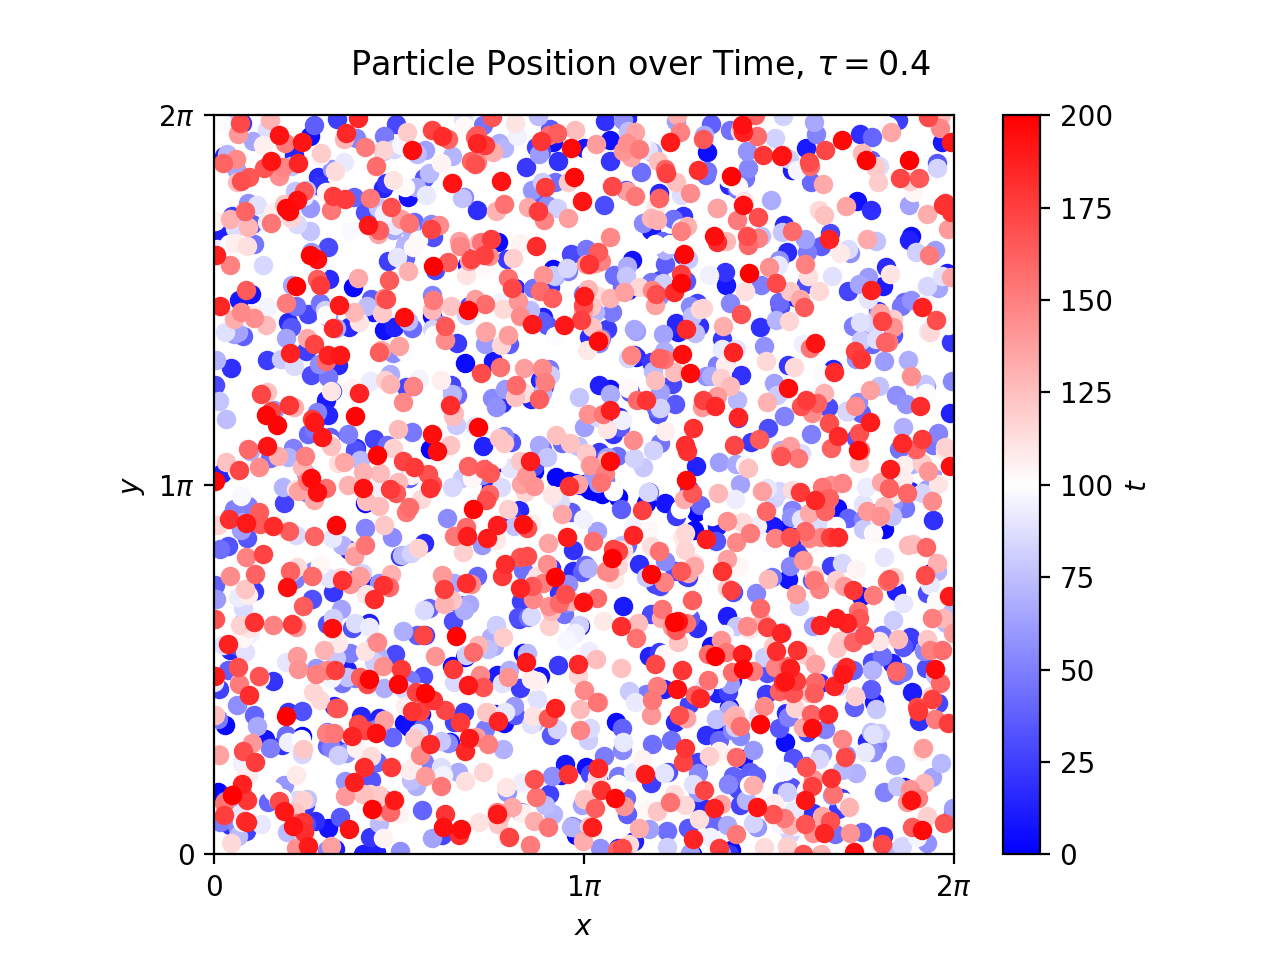 Particle Position over Time, τ = 0.4
2π
1π
0
y
0
1π
2π
x
200
175
150
125
100
75
50
25
0
t